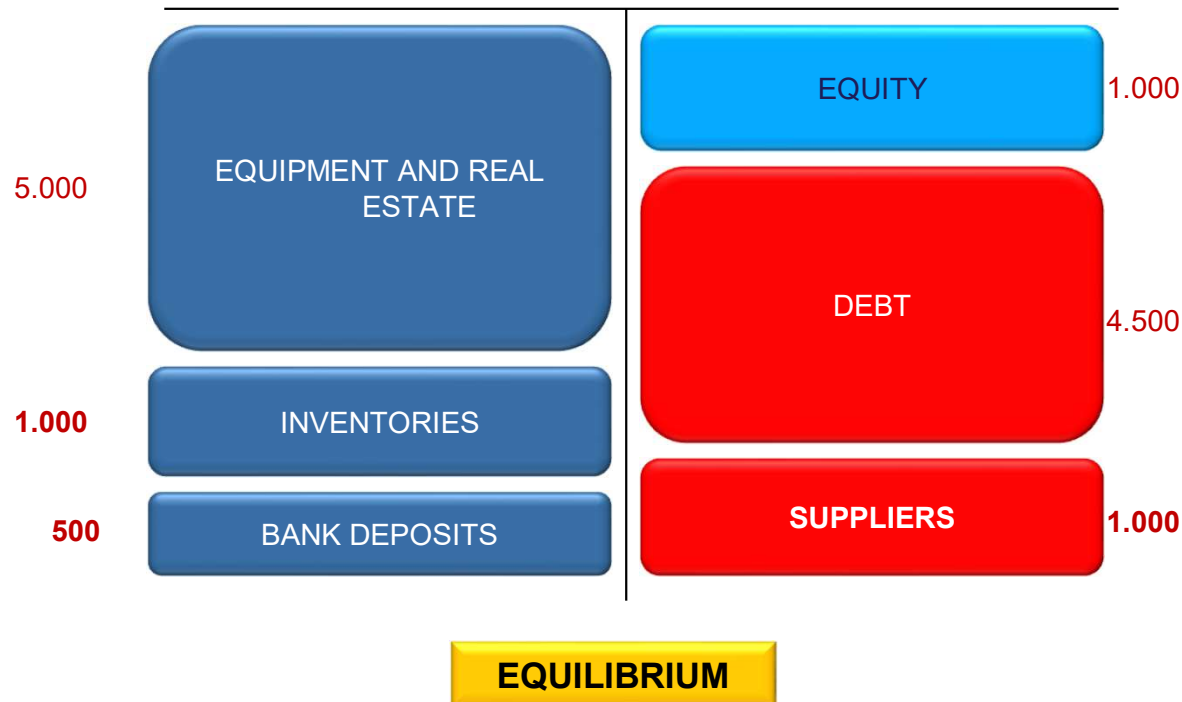 5.000
EQUIPMENT AND REAL
ESTATE
1.000
INVENTORIES
500
BANK DEPOSITS
EQUITY
1.000
DEBT
4.500
SUPPLIERS
1.000
EQUILIBRIUM